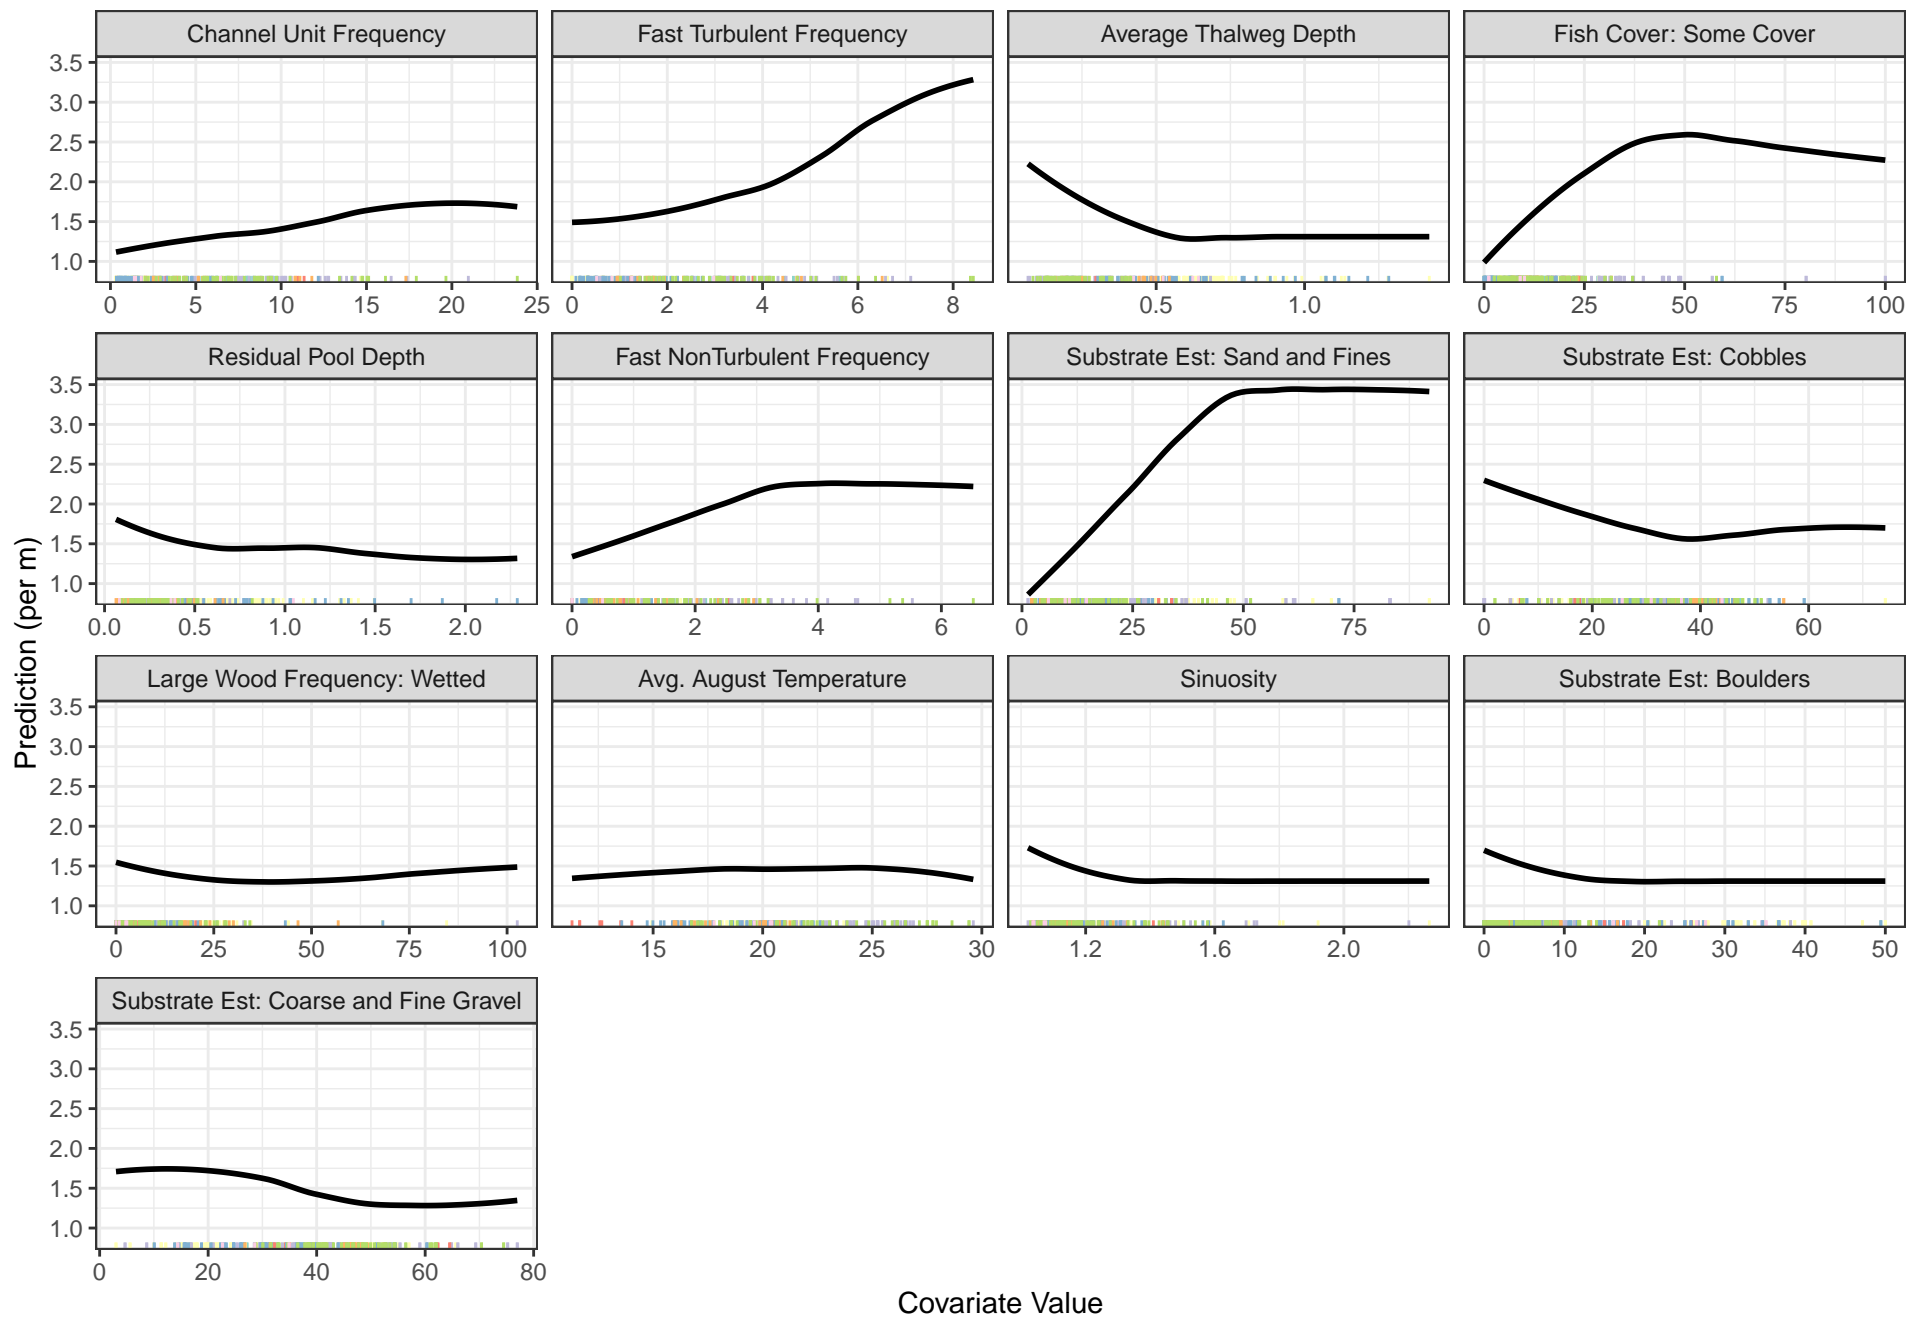 Channel Unit Frequency
Fast Turbulent Frequency
Average Thalweg Depth
Fish Cover: Some Cover
3.5
3.0
2.5
2.0
1.5
1.0
0 5 10 15 20 25
0 2 4 6 8
0.5 1.0
0 25 50 75 100
Residual Pool Depth
Fast NonTurbulent Frequency
Substrate Est: Sand and Fines
Substrate Est: Cobbles
3.5
3.0
2.5
2.0
1.5
1.0
0.0 0.5 1.0 1.5 2.0
0 2 4 6
0 25 50 75
0 20 40 60
Prediction (per m)
Large Wood Frequency: Wetted
Avg. August Temperature
Sinuosity
Substrate Est: Boulders
3.5
3.0
2.5
2.0
1.5
1.0
0 25 50 75 100
15 20 25 30
1.2 1.6 2.0
0 10 20 30 40 50
Substrate Est: Coarse and Fine Gravel
3.5
3.0
2.5
2.0
1.5
1.0
0 20 40 60 80
Covariate Value